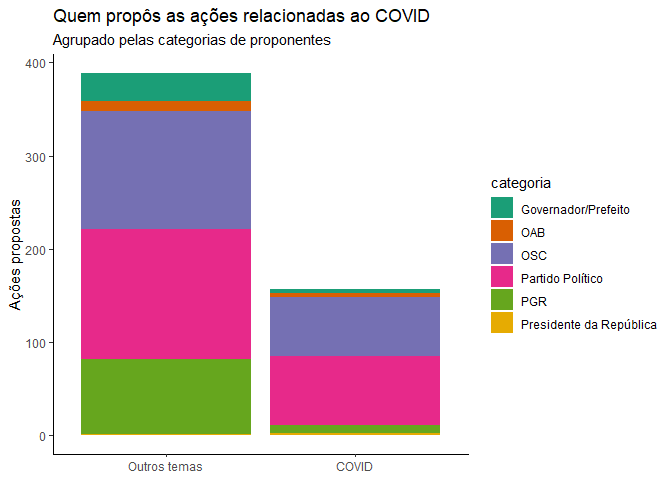 Quem propôs as ações relacionadas ao COVID
Agrupado pelas categorias de proponentes
400
300
200
100
0
Ações propostas
Outros temas
COVID
categoria
Governador/Prefeito
OAB
OSC
Partido Político
PGR
Presidente da República